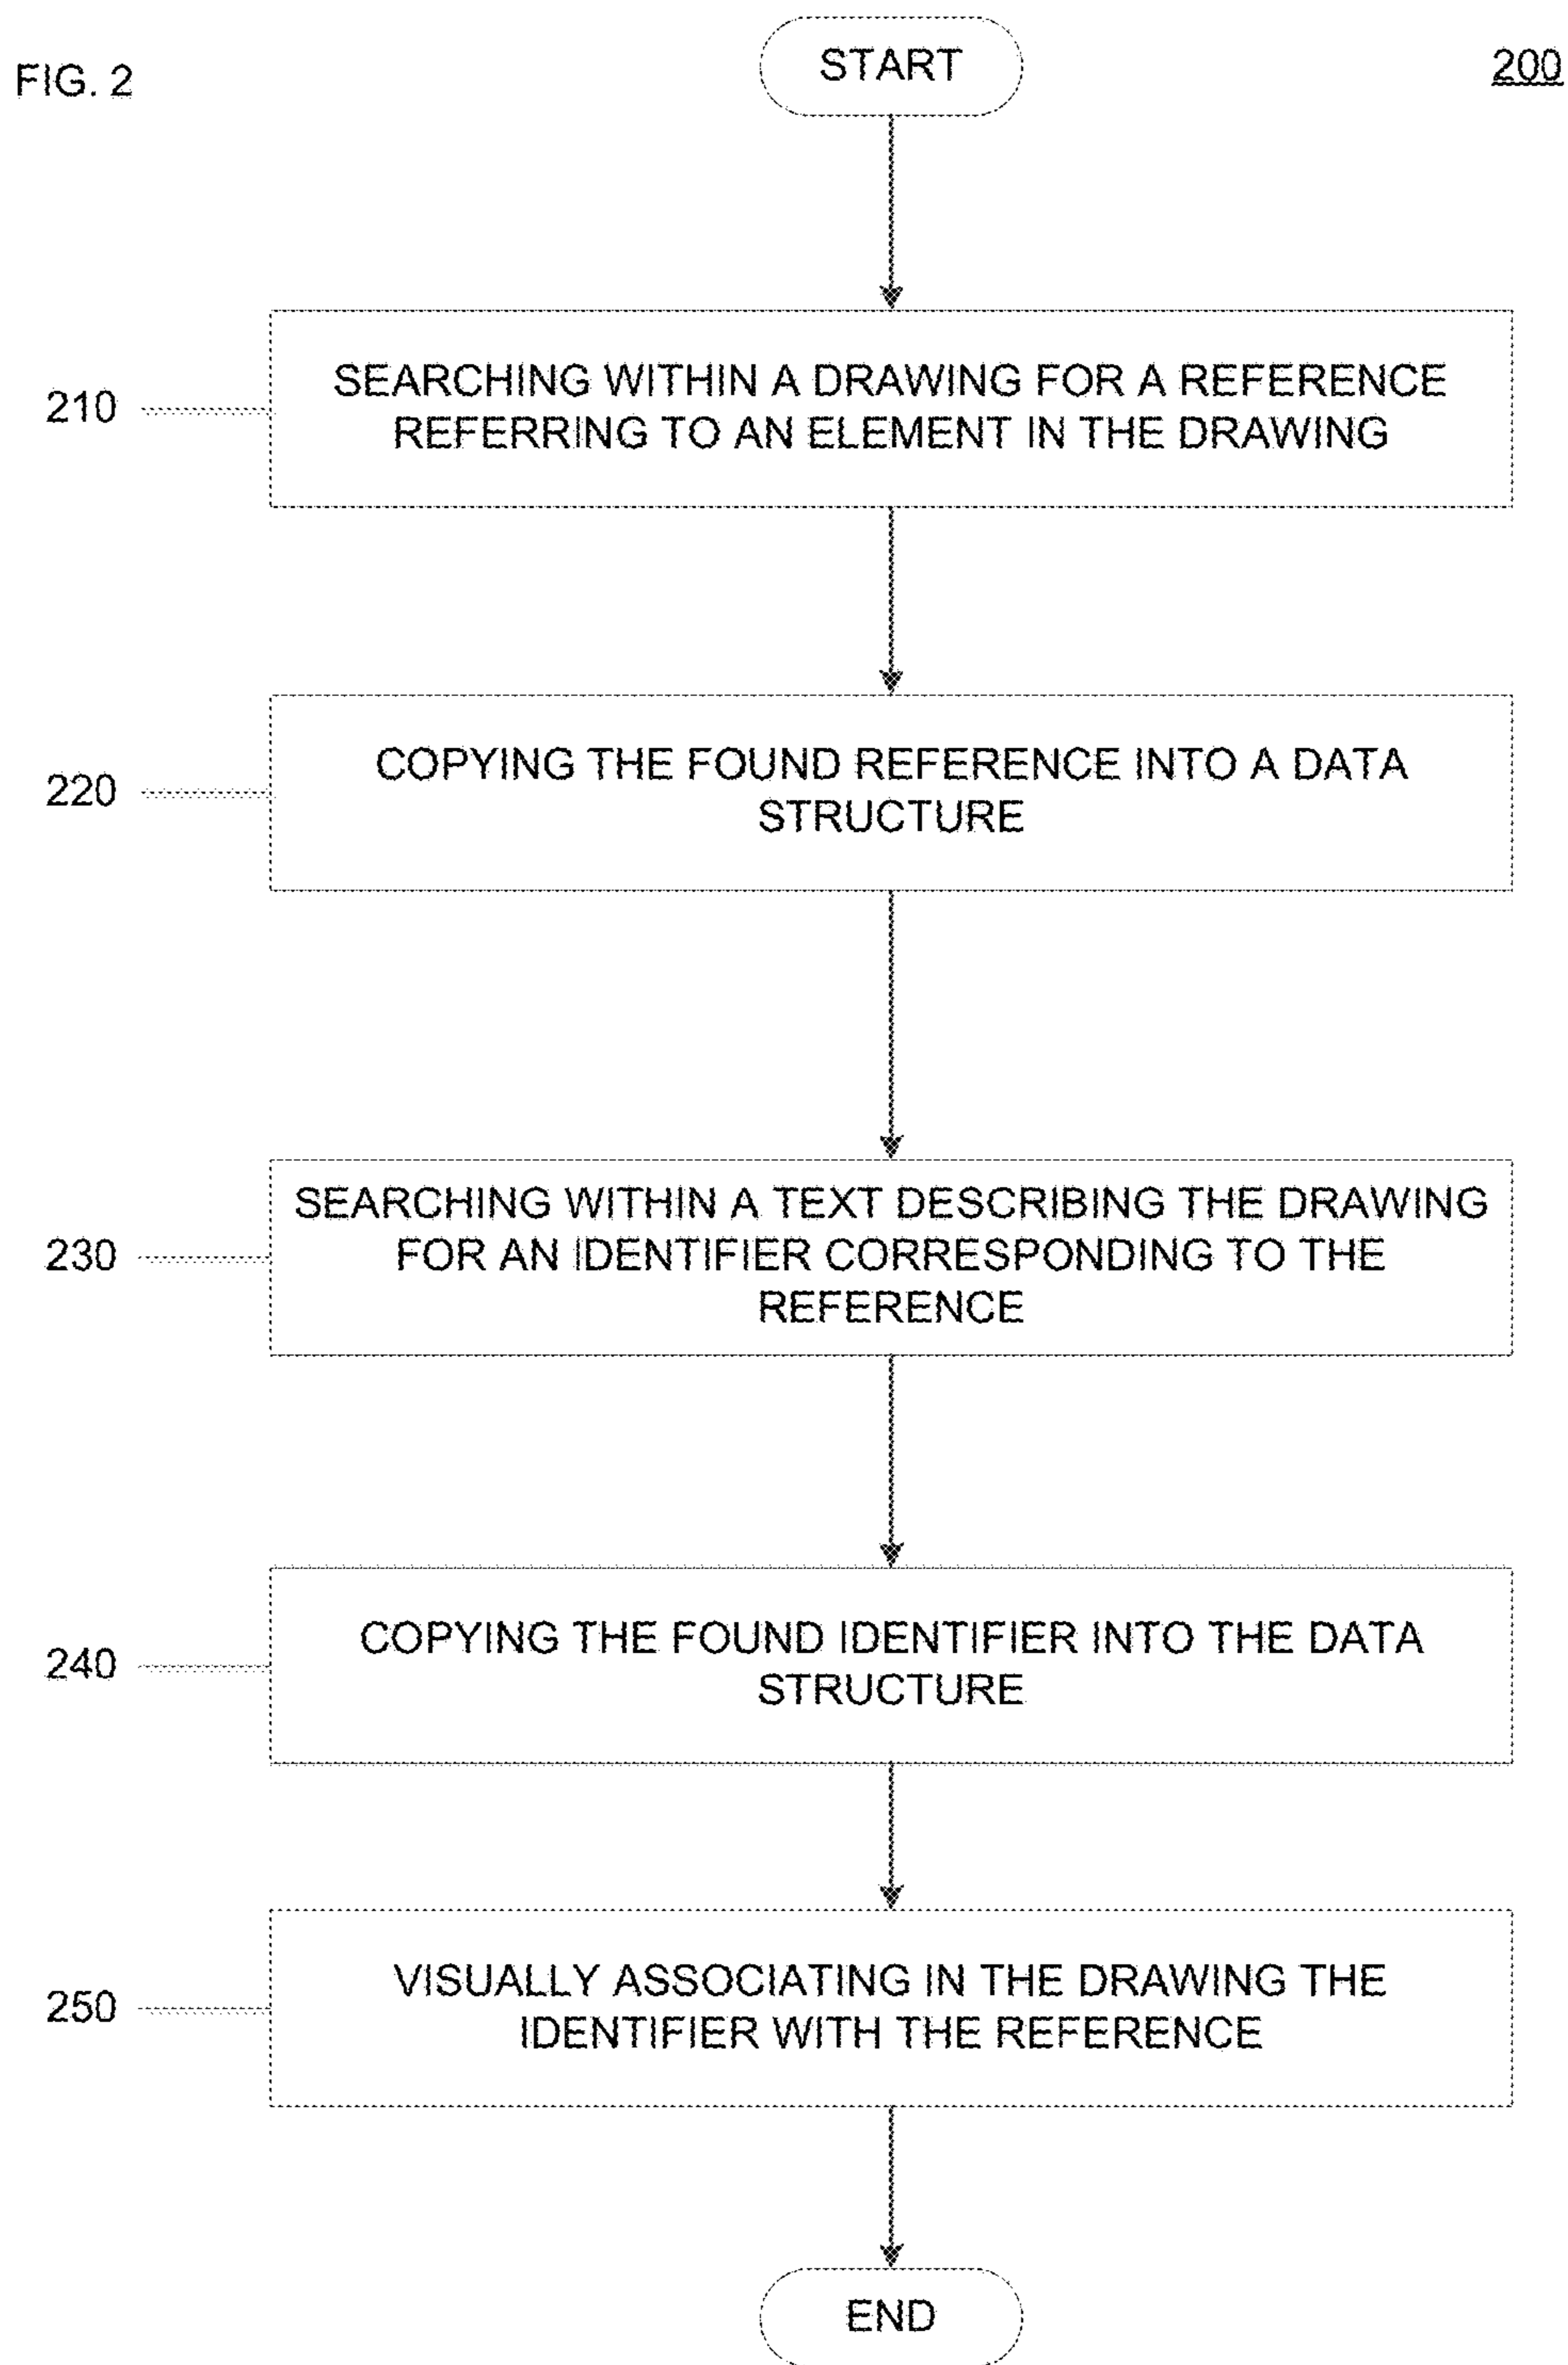 FIG. 2
START
200
210
SEARCHING WITHIN A DRAWING FOR A REFERENCE
REFERRING TO AN ELEMENT IN THE DRAWING
220
COPYING THE FOUND REFERENCE INTO A DATA
STRUCTURE
230
SEARCHING WITHIN A TEXT DESCRIBING THE DRAWING
FOR AN IDENTIFIER CORRESPONDING TO THE
REFERENCE
240
COPYING THE FOUND IDENTIFIER INTO THE DATA
STRUCTURE
250
VISUALLY ASSOCIATING IN THE DRAWING THE
IDENTIFIER WITH THE REFERENCE
END